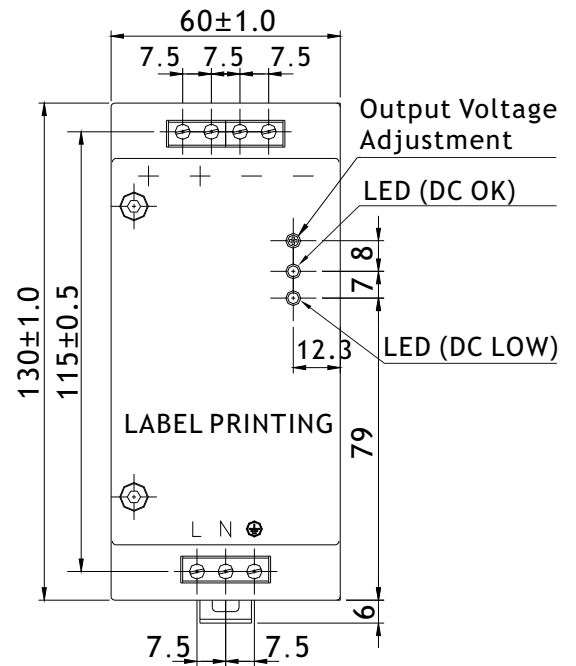 60±1.0
7.5 7.5 7.5
Output Voltage
Adjustment
+ + − −
LED (DC OK)
8
7
130±1.0
115±0.5
12.3
LED (DC LOW)
LABEL PRINTING
79
L N ⏚
6
7.5 7.5